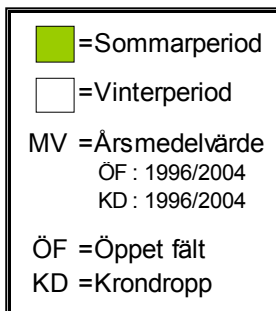 =Sommarperiod
=Vinterperiod
MV =Årsmedelvärde
ÖF : 1996/2004
KD : 1996/2004
ÖF =Öppet fält
KD =Krondropp